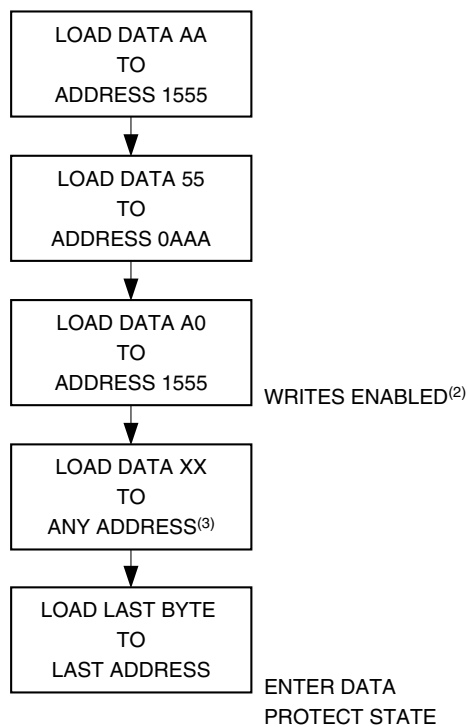 LOAD DATA AA
TO
ADDRESS 1555
LOAD DATA 55
TO
ADDRESS 0AAA
LOAD DATA A0
TO
ADDRESS 1555
WRITES ENABLED(2)
LOAD DATA XX
TO
ANY ADDRESS(3)
LOAD LAST BYTE
TO
LAST ADDRESS
ENTER DATA
PROTECT STATE